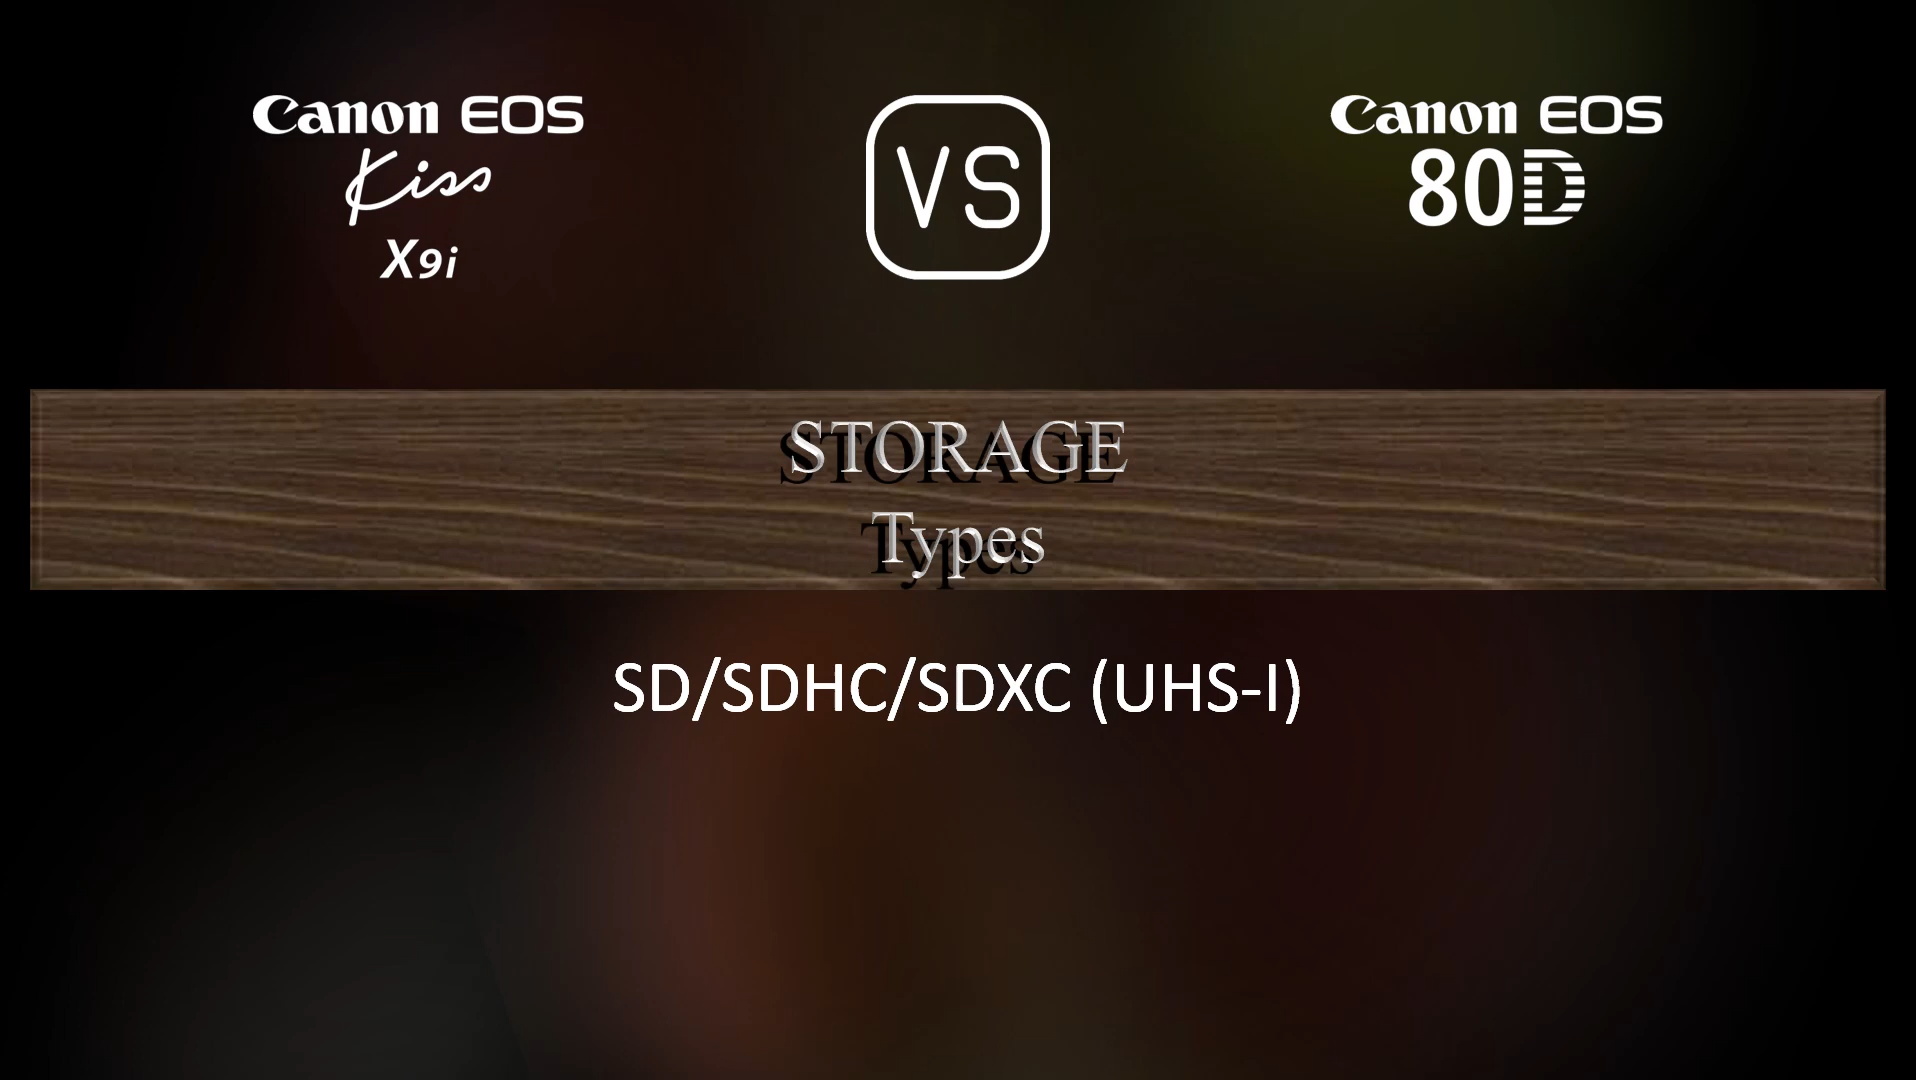 Canon EOS
Kiss
X9i
VS
Canon EOS
80D
STORAGE
Types
SD/SDHC/SDXC (UHS-I)